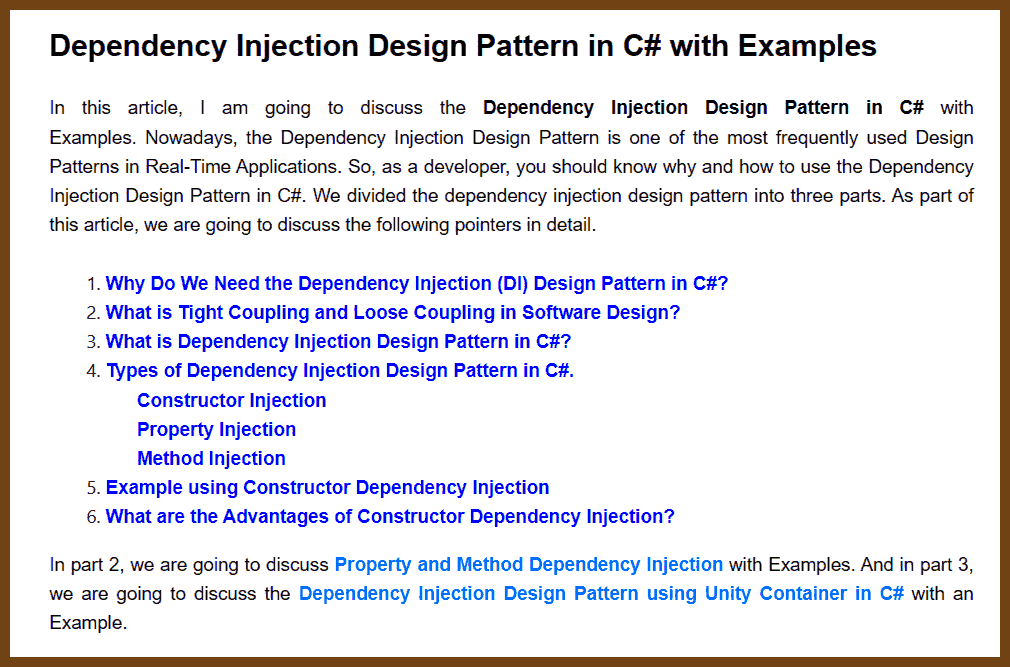 Dependency Injection Design Pattern in C# with Examples
In this article, I am going to discuss the Dependency Injection Design Pattern in C# with
Examples. Nowadays, the Dependency Injection Design Pattern is one of the most frequently used Design
Patterns in Real-Time Applications. So, as a developer, you should know why and how to use the Dependency
Injection Design Pattern in C#. We divided the dependency injection design pattern into three parts. As part of
this article, we are going to discuss the following pointers in detail.
1. Why Do We Need the Dependency Injection (DI) Design Pattern in C#?
2. What is Tight Coupling and Loose Coupling in Software Design?
3. What is Dependency Injection Design Pattern in C#?
4. Types of Dependency Injection Design Pattern in C#.
Constructor Injection
Property Injection
Method Injection
5. Example using Constructor Dependency Injection
6. What are the Advantages of Constructor Dependency Injection?
In part 2, we are going to discuss Property and Method Dependency Injection with Examples. And in part 3,
we are going to discuss the Dependency Injection Design Pattern using Unity Container in C# with an
Example.